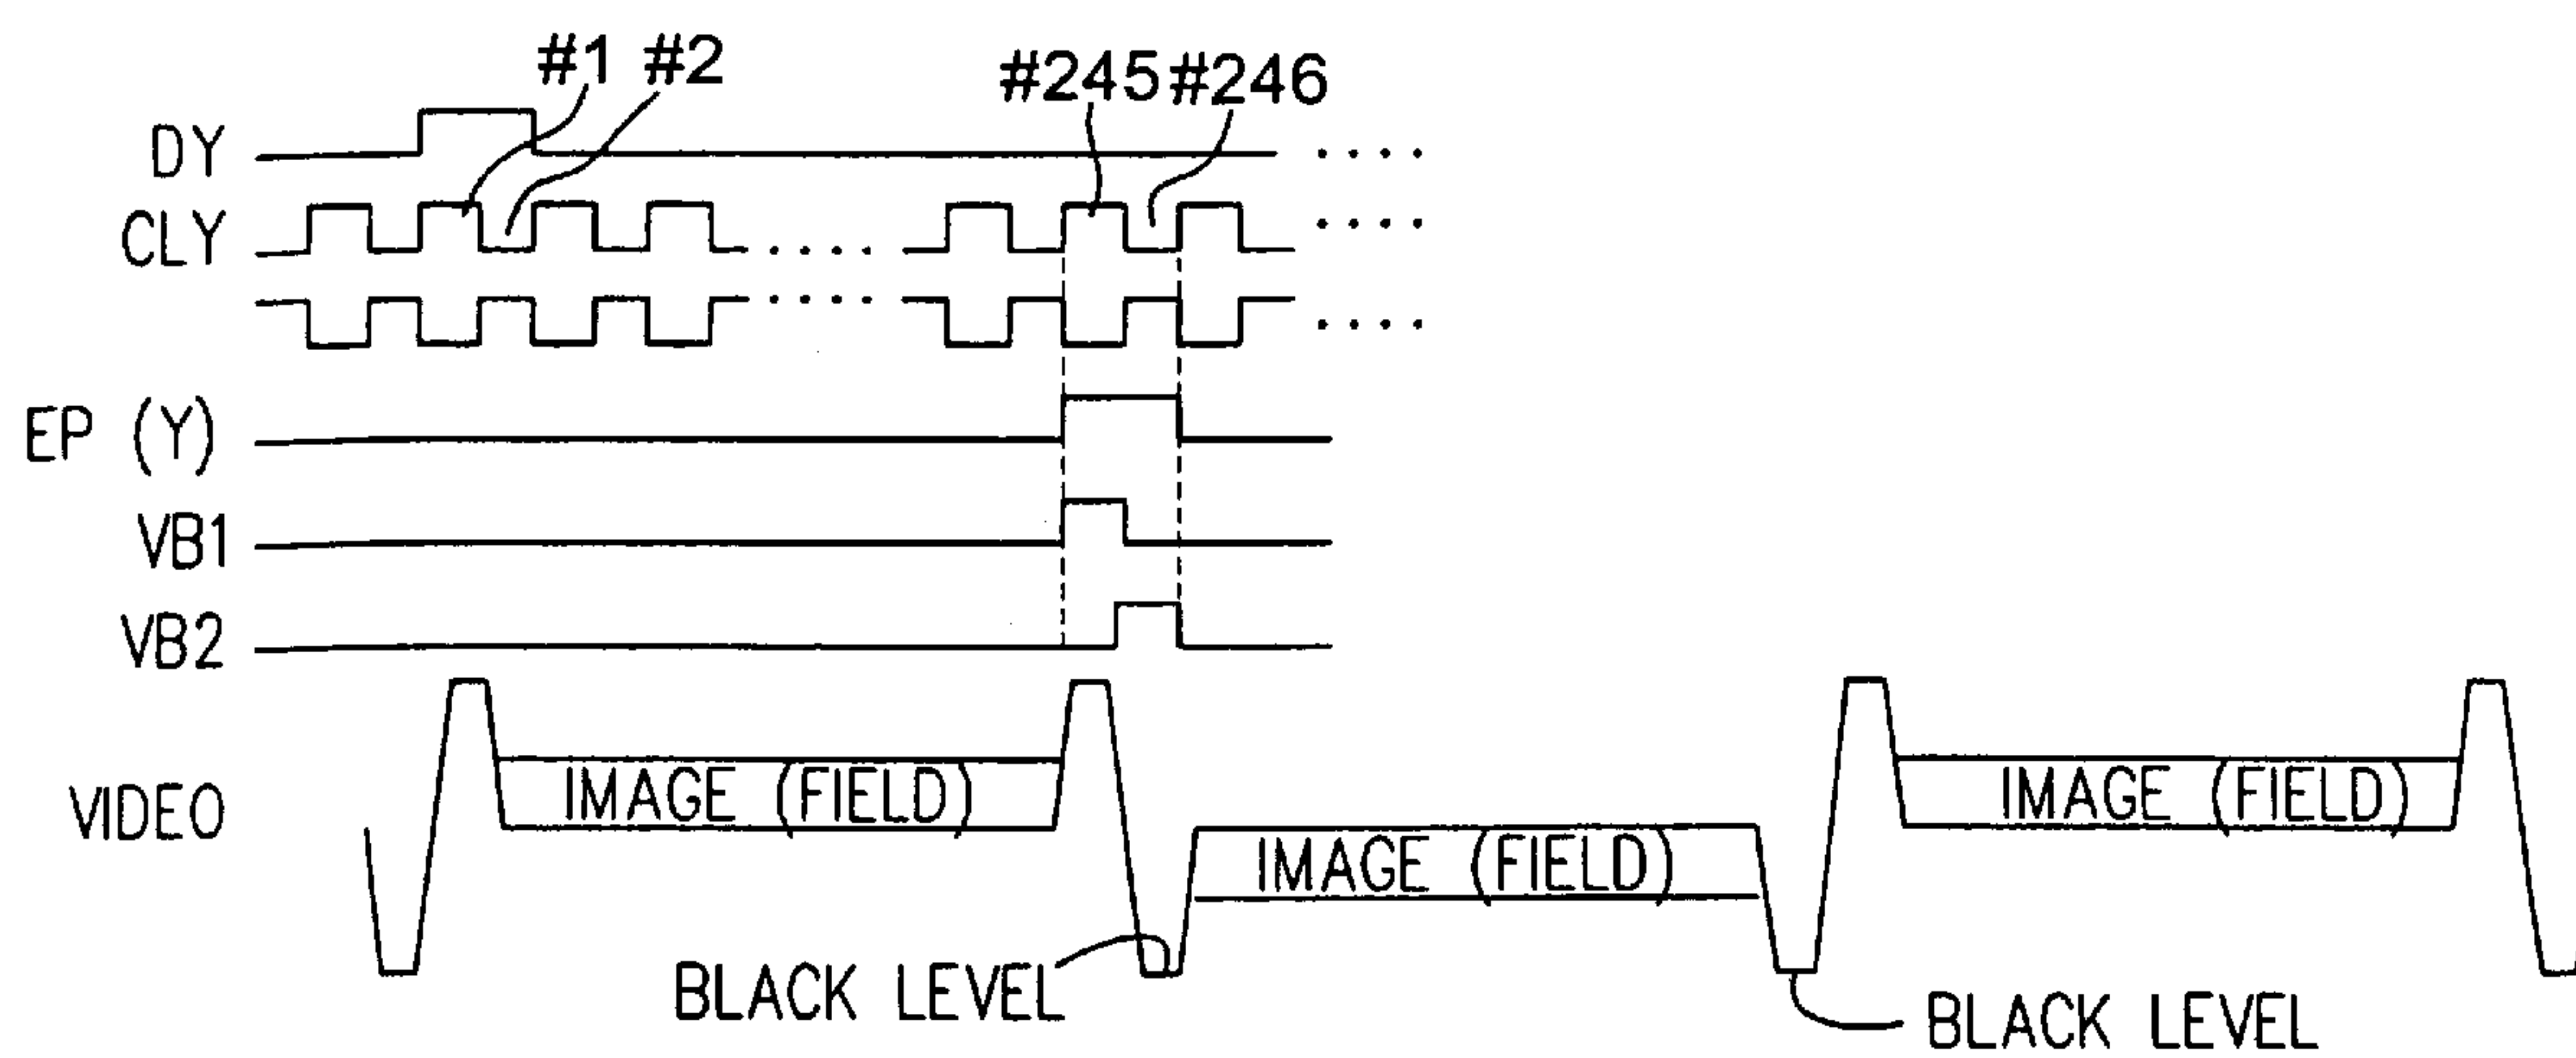 #1 #2
#245 #246
DY
CLY
EP (Y)
VB1
VB2
VIDEO
IMAGE (FIELD)
IMAGE (FIELD)
IMAGE (FIELD)
BLACK LEVEL
BLACK LEVEL